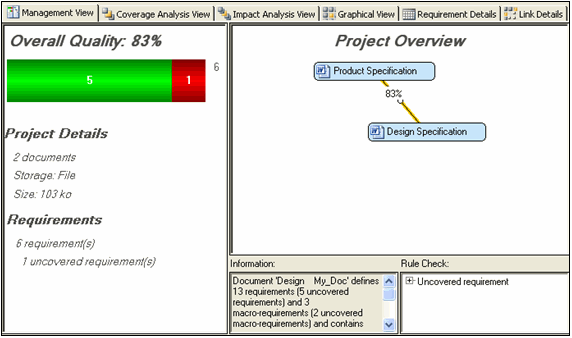 Management View Coverage Analysis View Impact Analysis View Graphical View Requirement Details Link Details
Overall Quality: 83%
5 1 6
Project Details
2 documents
Storage: File
Size: 103 ko
Requirements
6 requirement(s)
1 uncovered requirement(s)
Project Overview
Product Specification
83%
Design Specification
Information:
Document 'Design My_Doc' defines
13 requirements (5 uncovered
requirements) and 3
macro-requirements (2 uncovered
macro-requirements) and contains
Rule Check:
Uncovered requirement